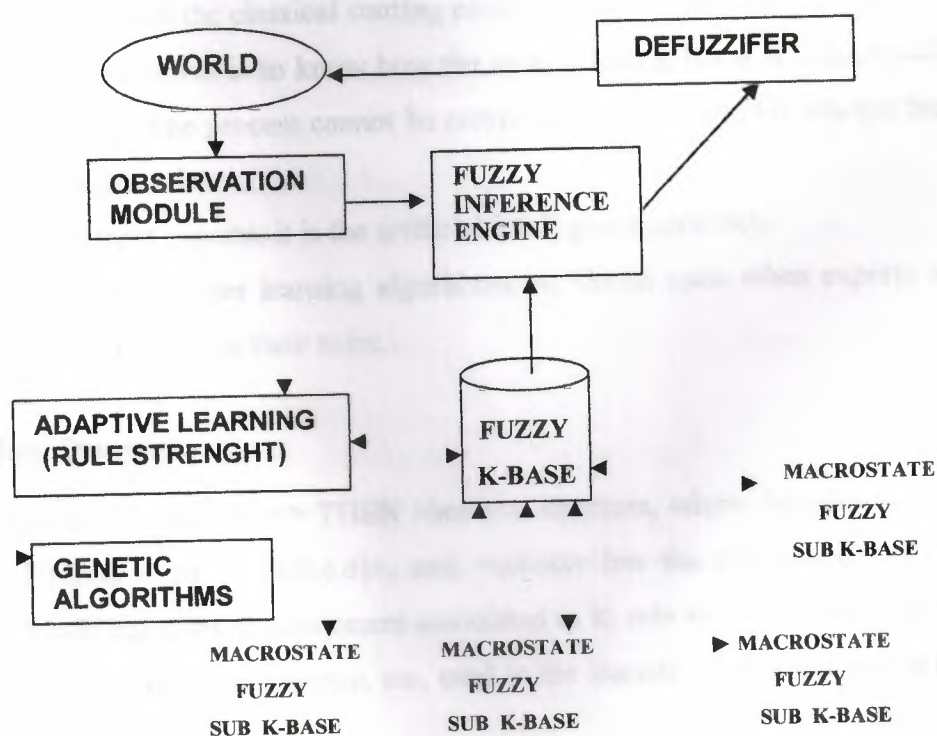 WORLD
DEFUZZIFER
OBSERVATION
MODULE
FUZZY
INFERENCE
ENGINE
ADAPTIVE LEARNING
(RULE STRENGHT)
FUZZY
K-BASE
MACROSTATE
FUZZY
SUB K-BASE
GENETIC
ALGORITHMS
MACROSTATE
FUZZY
SUB K-BASE
MACROSTATE
FUZZY
SUB K-BASE
MACROSTATE
FUZZY
SUB K-BASE